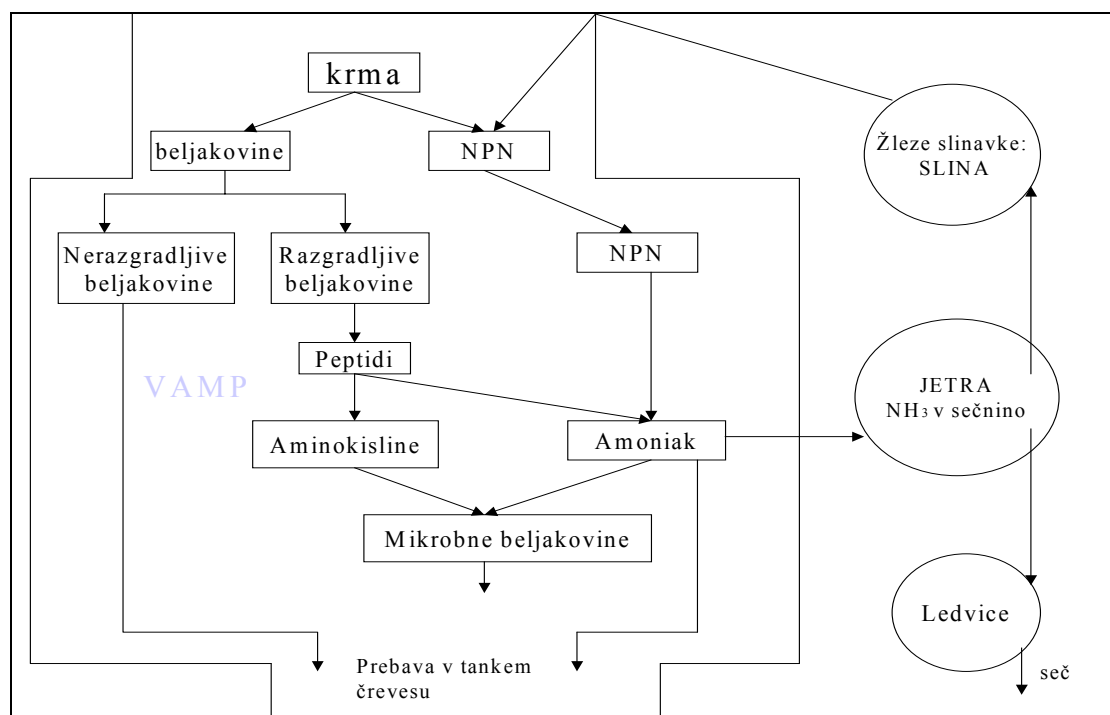 krma
beljakovine
NPN
Žleze slinavke:
SLINA
Nerazgradljive
beljakovine
Razgradljive
beljakovine
NPN
Peptidi
VAMP
JETRA
NH₃ v sečnino
Aminokisline
Amoniak
Mikrobne beljakovine
Ledvice
Prebava v tankem
črevesu
seč